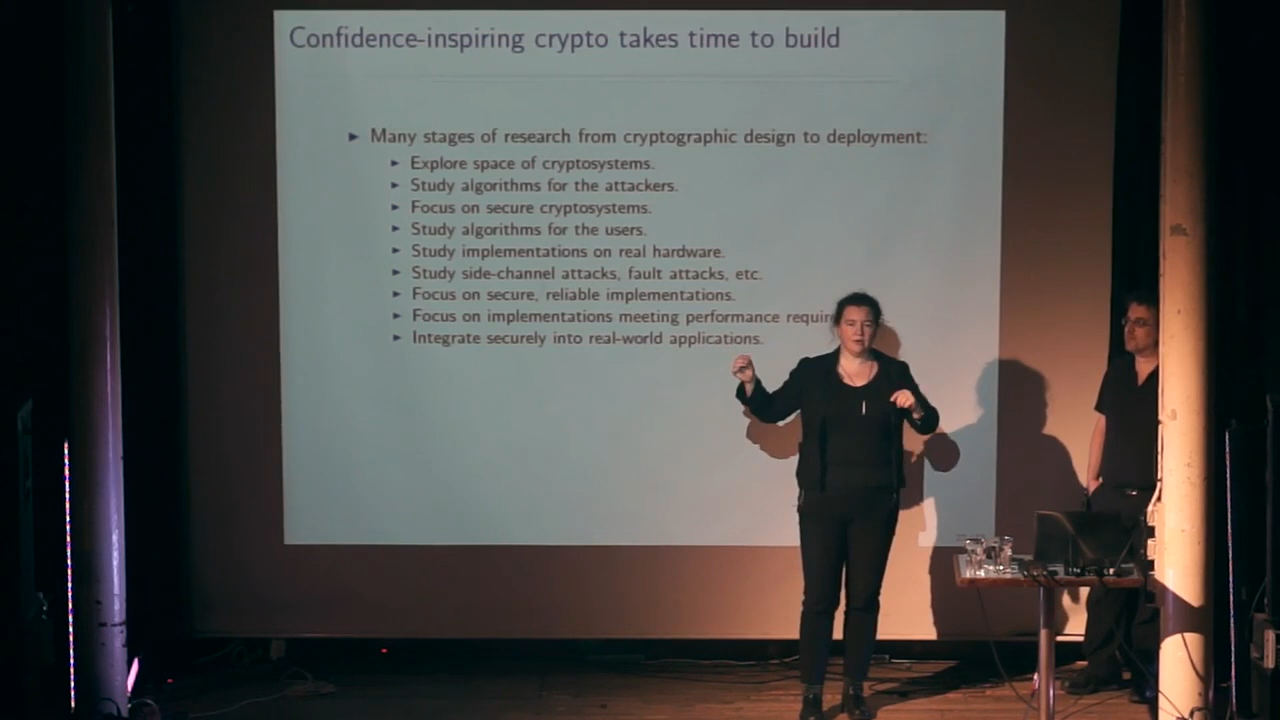 Confidence-inspiring crypto takes time to build
► Many stages of research from cryptographic design to deployment:
► Explore space of cryptosystems.
► Study algorithms for the attackers.
► Focus on secure cryptosystems.
► Study algorithms for the users.
► Study implementations on real hardware.
► Study side-channel attacks, fault attacks, etc.
► Focus on secure, reliable implementations.
► Focus on implementations meeting performance requir
► Integrate securely into real-world applications.